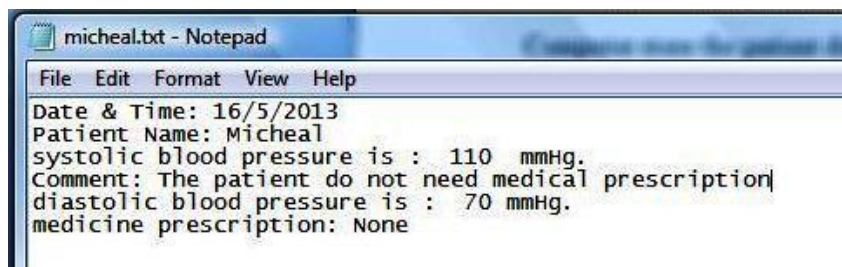 micheal.txt - Notepad
File Edit Format View Help
Date & Time: 16/5/2013
Patient Name: Micheal
systolic blood pressure is :  110  mmHg.
Comment: The patient do not need medical prescription
diastolic blood pressure is :  70 mmHg.
medicine prescription: None